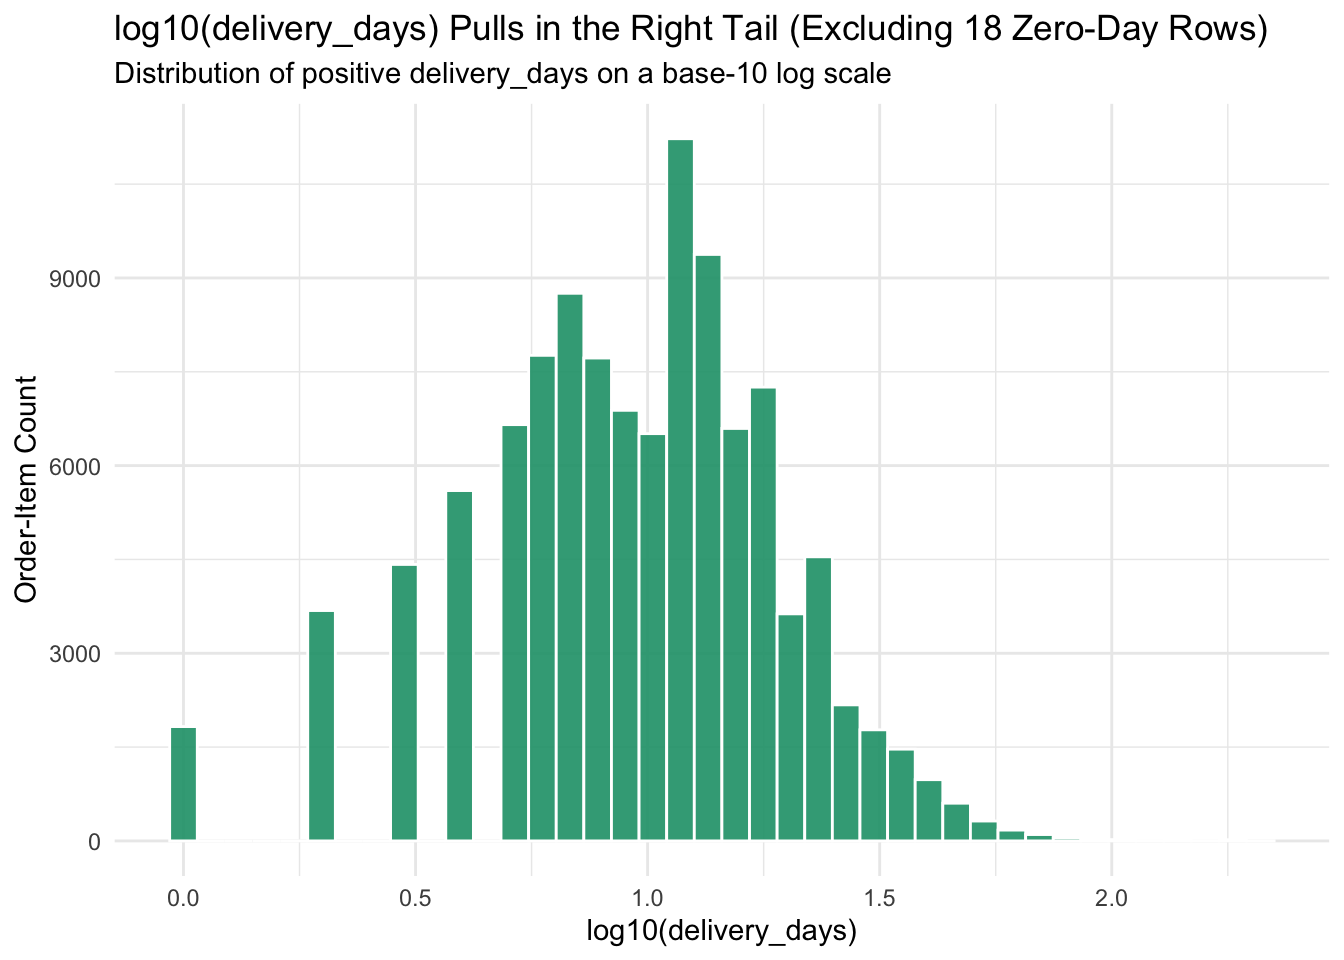 log10(delivery_days) Pulls in the Right Tail (Excluding 18 Zero-Day Rows)
Distribution of positive delivery_days on a base-10 log scale
Order-Item Count
9000
6000
3000
0
0.0
0.5
1.0
1.5
2.0
log10(delivery_days)